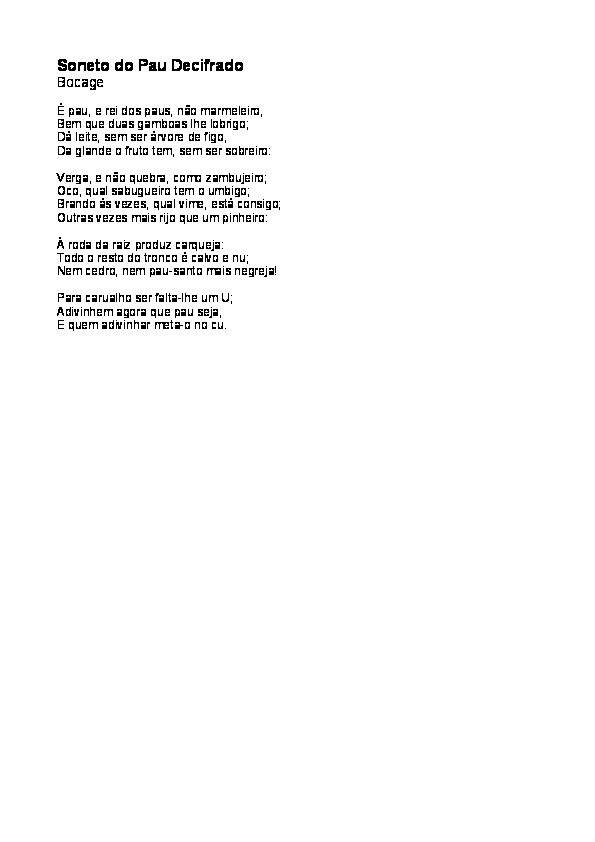 Soneto do Pau Decifrado
Bocage
É pau, e rei dos paus, não marmeleiro,
Bem que duas gamboas lhe lobrigo;
Dá leite, sem ser árvore de figo,
Da glande o fruto tem, sem ser sobreiro:
Verga, e não quebra, como zambujeiro;
Oco, qual sabugueiro tem o umbigo;
Brando às vezes, qual vime, está consigo;
Outras vezes mais rijo que um pinheiro:
À roda da raiz produz carqueja:
Todo o resto do tronco é calvo e nu;
Nem cedro, nem pau-santo mais negreja!
Para carualho ser falta-lhe um U;
Adivinhem agora que pau seja,
E quem adivinhar meta-o no cu.